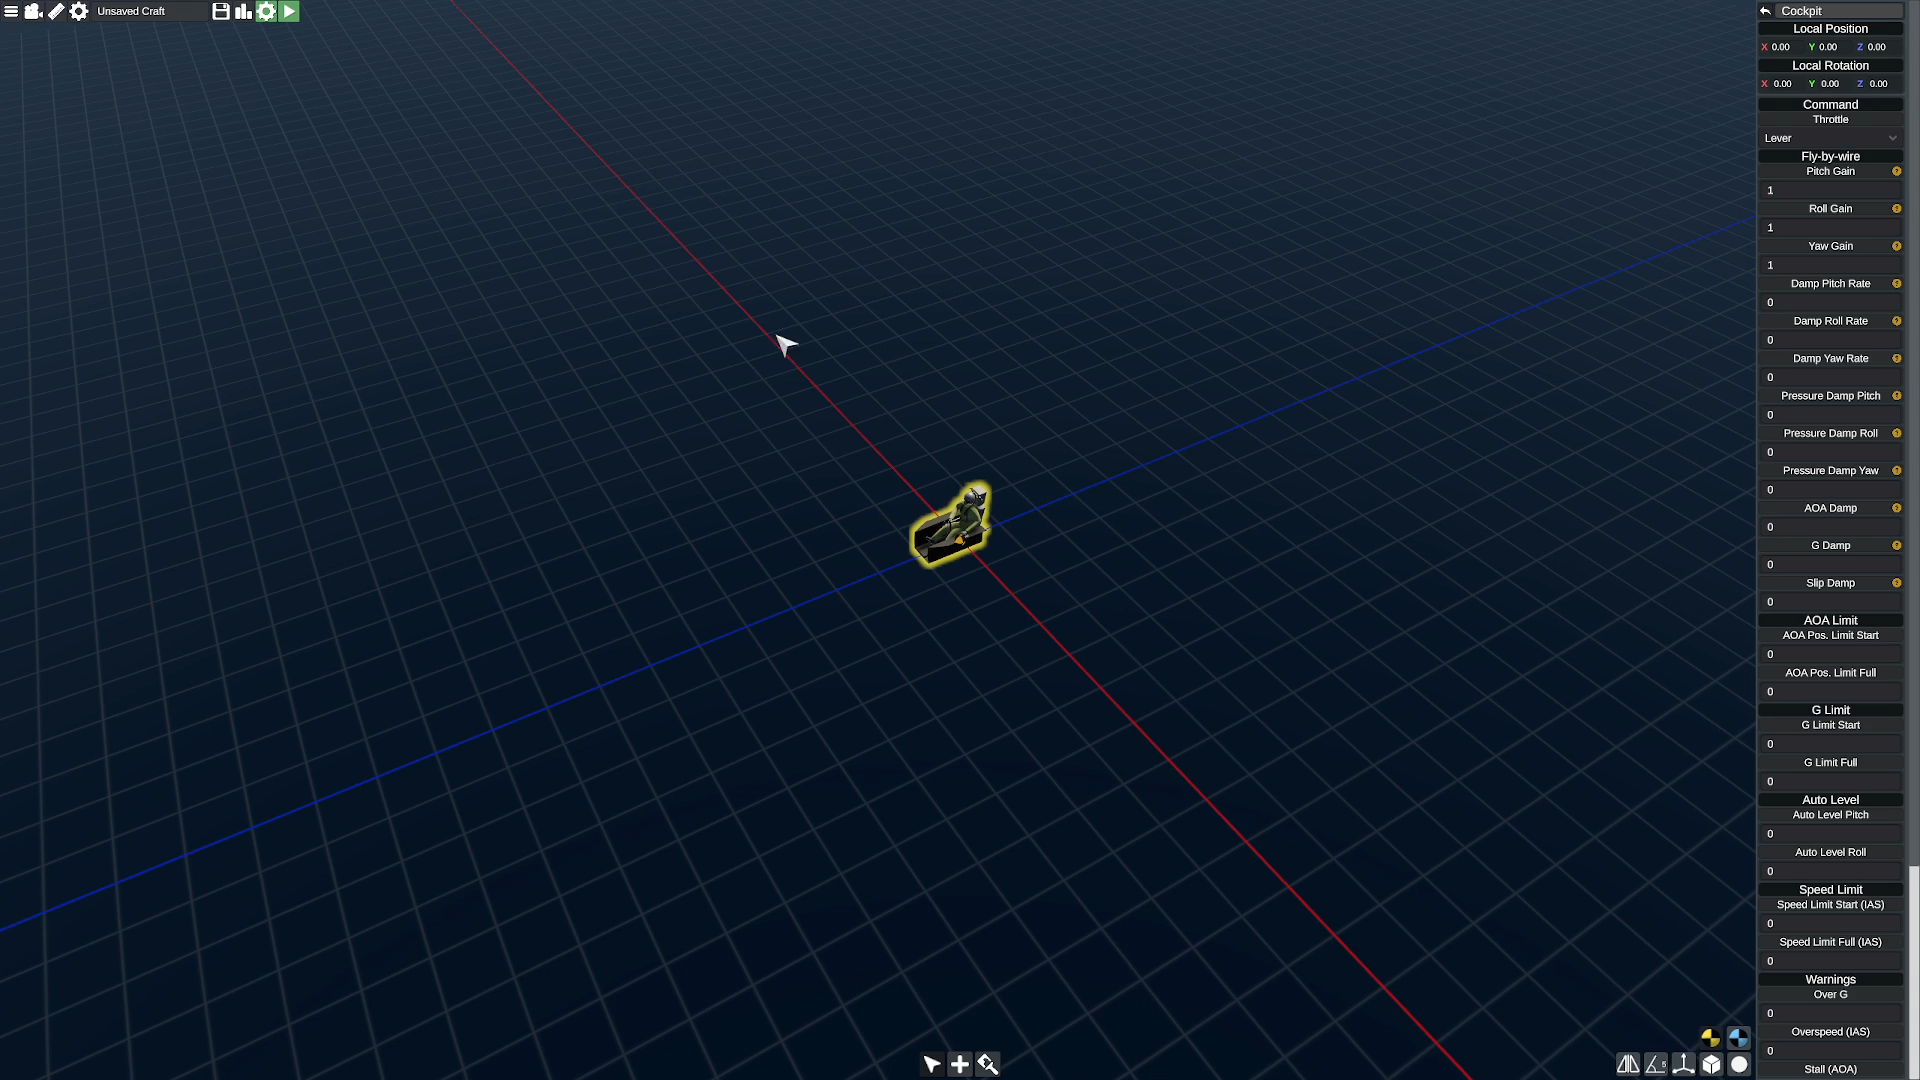 Unsaved Craft
Cockpit
Local Position
X 0.00 Y 0.00 Z 0.00
Local Rotation
X 0.00 Y 0.00 Z 0.00
Command
Throttle
Lever
Fly-by-wire
Pitch Gain
1
Roll Gain
1
Yaw Gain
1
Damp Pitch Rate
0
Damp Roll Rate
0
Damp Yaw Rate
0
Pressure Damp Pitch
0
Pressure Damp Roll
0
Pressure Damp Yaw
0
AOA Damp
0
G Damp
0
Slip Damp
0
AOA Limit
AOA Pos. Limit Start
0
AOA Pos. Limit Full
0
G Limit
G Limit Start
0
G Limit Full
0
Auto Level
Auto Level Pitch
0
Auto Level Roll
0
Speed Limit
Speed Limit Start (IAS)
0
Speed Limit Full (IAS)
0
Warnings
Over G
0
Overspeed (IAS)
0
Stall (AOA)
5